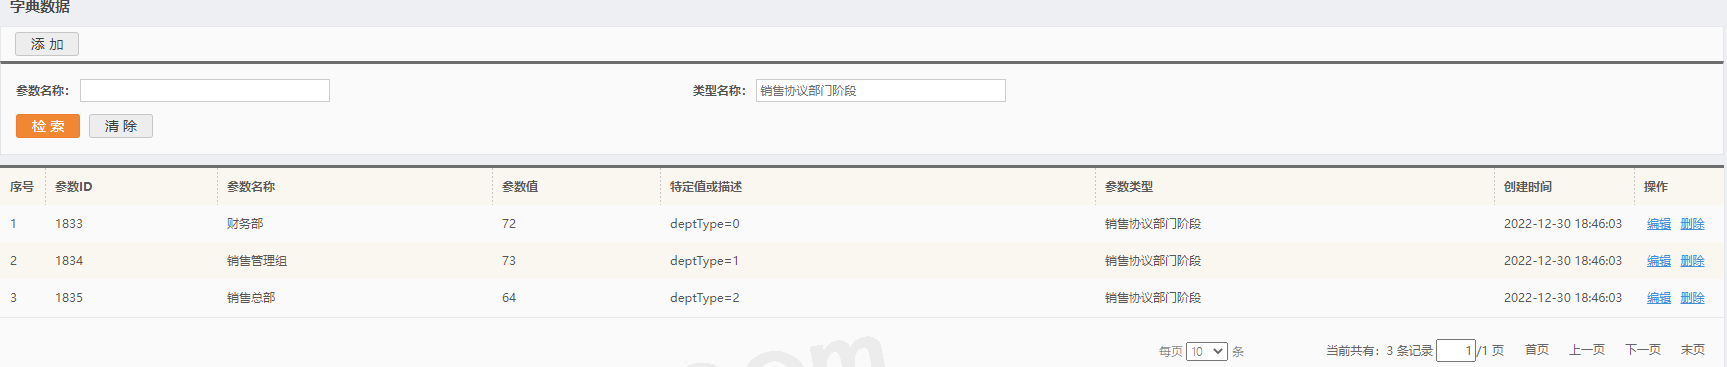 字典数据
添 加
参数名称： 类型名称： 销售协议部门阶段
检 索 清 除
序号 参数ID 参数名称 参数值 特定值或描述 参数类型 创建时间 操作
1 1833 财务部 72 deptType=0 销售协议部门阶段 2022-12-30 18:46:03 编辑 删除
2 1834 销售管理组 73 deptType=1 销售协议部门阶段 2022-12-30 18:46:03 编辑 删除
3 1835 销售总部 64 deptType=2 销售协议部门阶段 2022-12-30 18:46:03 编辑 删除
每页 10 条 当前共有：3 条记录 1 /1 页 首页 上一页 下一页 末页